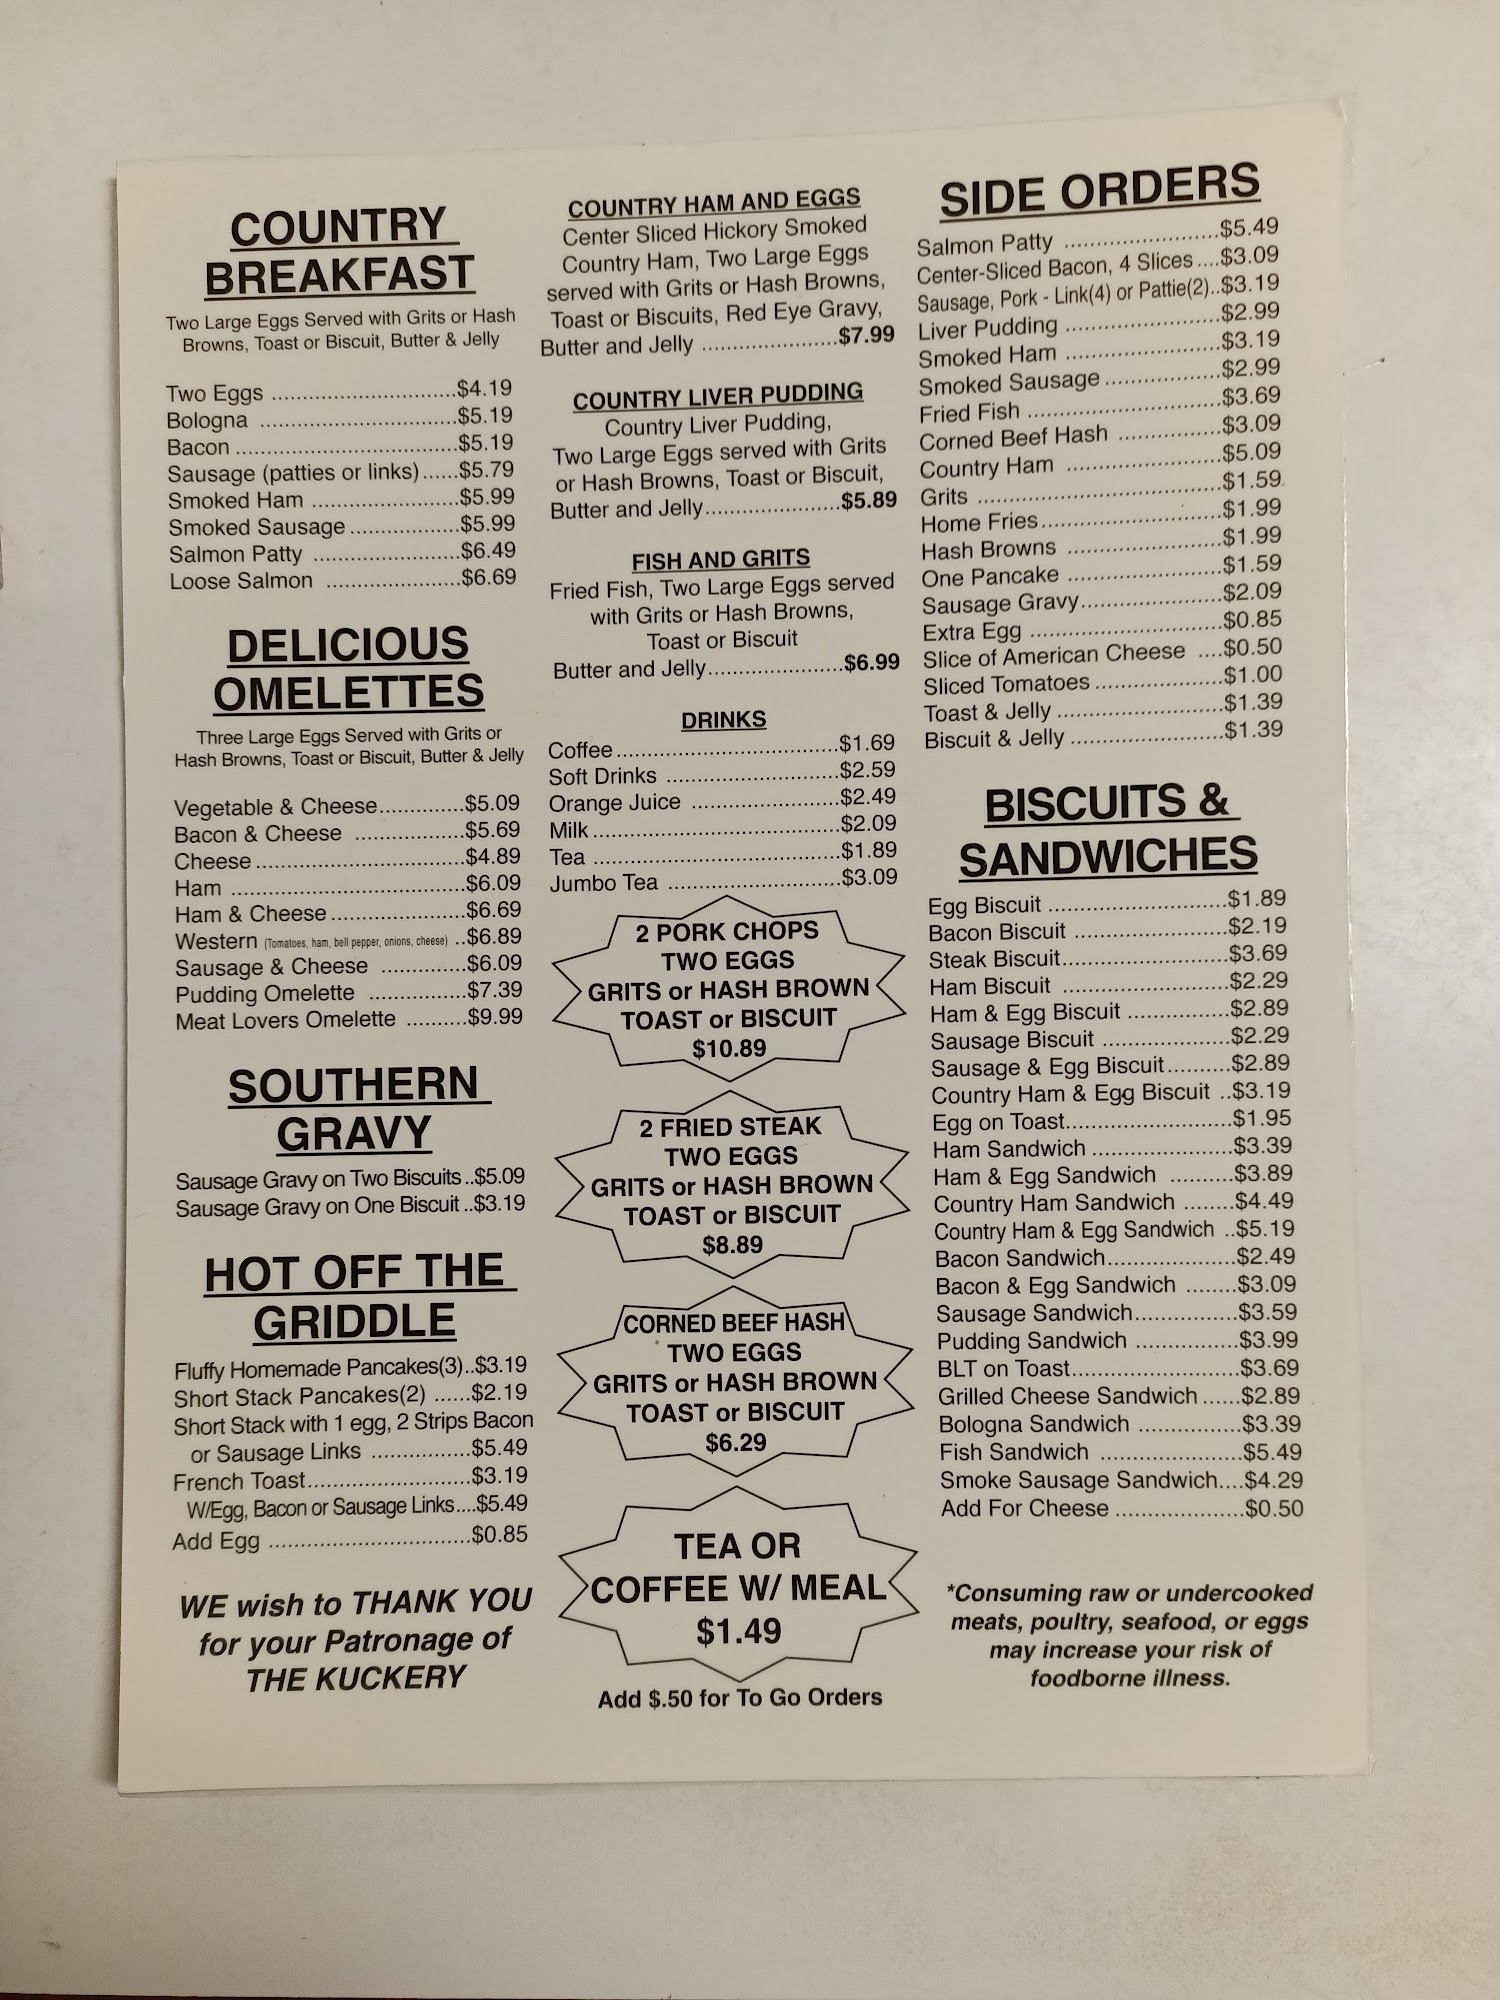 COUNTRY
BREAKFAST
Two Large Eggs Served with Grits or Hash
Browns, Toast or Biscuit, Butter & Jelly
Two Eggs ..............................$4.19
Bologna ..............................$5.19
Bacon ..................................$5.19
Sausage (patties or links)......$5.79
Smoked Ham ......................$5.99
Smoked Sausage.................$5.99
Salmon Patty ......................$6.49
Loose Salmon ....................$6.69
DELICIOUS
OMELETTES
Three Large Eggs Served with Grits or
Hash Browns, Toast or Biscuit, Butter & Jelly
Vegetable & Cheese.............$5.09
Bacon & Cheese .................$5.69
Cheese................................$4.89
Ham ....................................$6.09
Ham & Cheese.....................$6.69
Western (Tomatoes, ham, bell pepper, onions, cheese) ..$6.89
Sausage & Cheese .............$6.09
Pudding Omelette ...............$7.39
Meat Lovers Omelette ..........$9.99
SOUTHERN
GRAVY
Sausage Gravy on Two Biscuits..$5.09
Sausage Gravy on One Biscuit ..$3.19
HOT OFF THE
GRIDDLE
Fluffy Homemade Pancakes(3)..$3.19
Short Stack Pancakes(2) ......$2.19
Short Stack with 1 egg, 2 Strips Bacon
or Sausage Links ...............$5.49
French Toast.........................$3.19
W/Egg, Bacon or Sausage Links....$5.49
Add Egg ...............................$0.85
WE wish to THANK YOU
for your Patronage of
THE KUCKERY
COUNTRY HAM AND EGGS
Center Sliced Hickory Smoked
Country Ham, Two Large Eggs
served with Grits or Hash Browns,
Toast or Biscuits, Red Eye Gravy,
Butter and Jelly .....................$7.99
COUNTRY LIVER PUDDING
Country Liver Pudding,
Two Large Eggs served with Grits
or Hash Browns, Toast or Biscuit,
Butter and Jelly.....................$5.89
FISH AND GRITS
Fried Fish, Two Large Eggs served
with Grits or Hash Browns,
Toast or Biscuit
Butter and Jelly.....................$6.99
DRINKS
Coffee..................................$1.69
Soft Drinks ..........................$2.59
Orange Juice ......................$2.49
Milk......................................$2.09
Tea .....................................$1.89
Jumbo Tea ..........................$3.09
2 PORK CHOPS
TWO EGGS
GRITS or HASH BROWN
TOAST or BISCUIT
$10.89
2 FRIED STEAK
TWO EGGS
GRITS or HASH BROWN
TOAST or BISCUIT
$8.89
CORNED BEEF HASH
TWO EGGS
GRITS or HASH BROWN
TOAST or BISCUIT
$6.29
TEA OR
COFFEE W/ MEAL
$1.49
Add $.50 for To Go Orders
SIDE ORDERS
Salmon Patty ........................$5.49
Center-Sliced Bacon, 4 Slices....$3.09
Sausage, Pork - Link(4) or Pattie(2)..$3.19
Liver Pudding ........................$2.99
Smoked Ham ........................$3.19
Smoked Sausage..................$2.99
Fried Fish ..............................$3.69
Corned Beef Hash ................$3.09
Country Ham ........................$5.09
Grits ......................................$1.59
Home Fries............................$1.99
Hash Browns ........................$1.99
One Pancake ........................$1.59
Sausage Gravy......................$2.09
Extra Egg ..............................$0.85
Slice of American Cheese ....$0.50
Sliced Tomatoes....................$1.00
Toast & Jelly ..........................$1.39
Biscuit & Jelly ........................$1.39
BISCUITS &
SANDWICHES
Egg Biscuit ............................$1.89
Bacon Biscuit ........................$2.19
Steak Biscuit..........................$3.69
Ham Biscuit ..........................$2.29
Ham & Egg Biscuit ................$2.89
Sausage Biscuit ....................$2.29
Sausage & Egg Biscuit..........$2.89
Country Ham & Egg Biscuit ..$3.19
Egg on Toast..........................$1.95
Ham Sandwich ......................$3.39
Ham & Egg Sandwich ..........$3.89
Country Ham Sandwich ........$4.49
Country Ham & Egg Sandwich ..$5.19
Bacon Sandwich....................$2.49
Bacon & Egg Sandwich ........$3.09
Sausage Sandwich................$3.59
Pudding Sandwich ................$3.99
BLT on Toast..........................$3.69
Grilled Cheese Sandwich......$2.89
Bologna Sandwich ................$3.39
Fish Sandwich ......................$5.49
Smoke Sausage Sandwich....$4.29
Add For Cheese ....................$0.50
*Consuming raw or undercooked
meats, poultry, seafood, or eggs
may increase your risk of
foodborne illness.